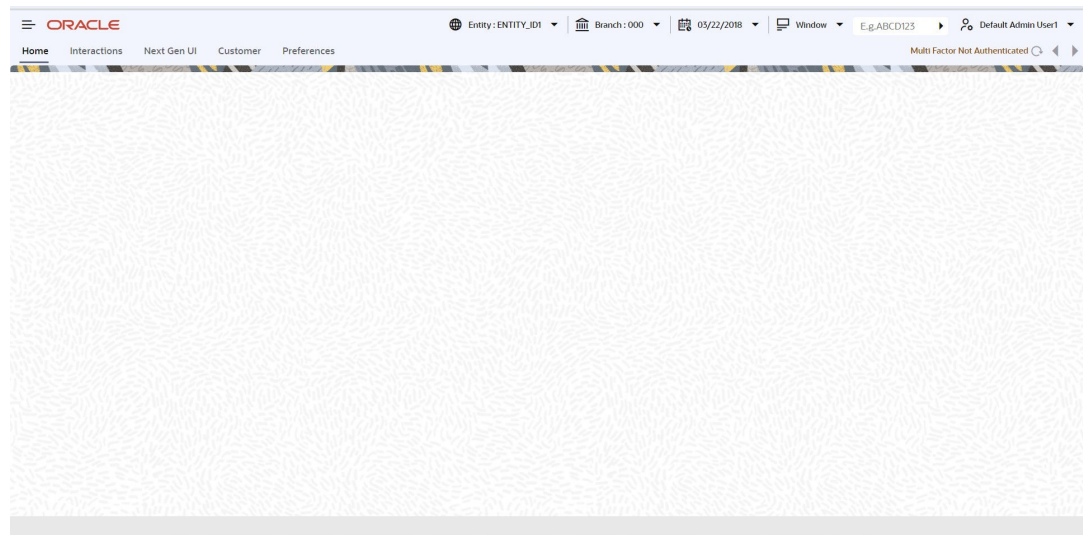 ORACLE Entity : ENTITY_ID1 Branch : 000 03/22/2018 Window E.g.ABCD123 Default Admin User1
Home Interactions Next Gen UI Customer Preferences Multi Factor Not Authenticated